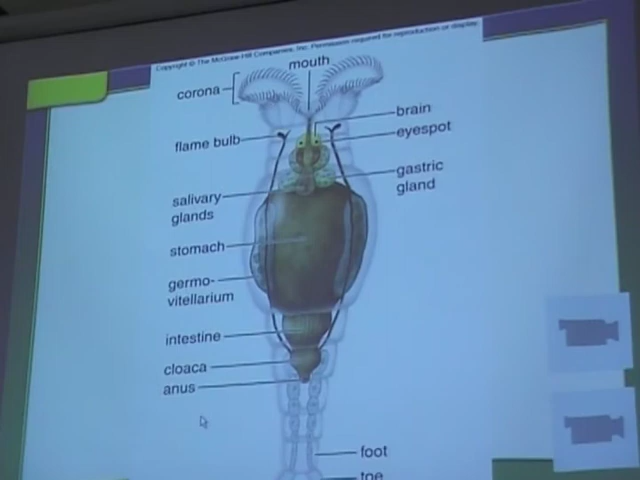 Copyright © The McGraw-Hill Companies, Inc. Permission required for reproduction or display.
mouth
corona
brain
flame bulb
eyespot
gastric
gland
salivary
glands
stomach
germo-
vitellarium
intestine
cloaca
anus
foot
toe